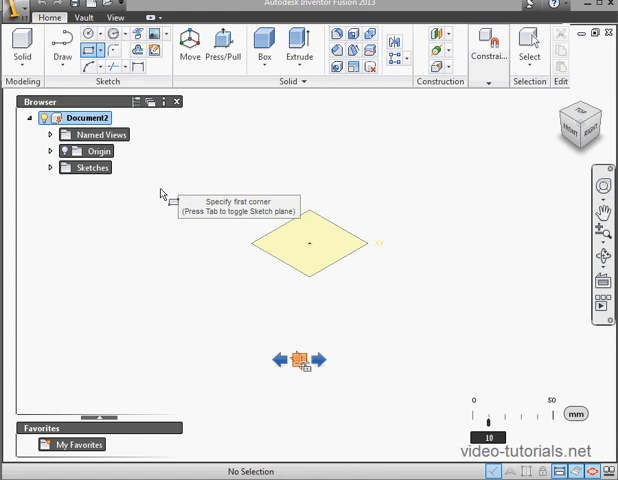 Autodesk Inventor Fusion 2013
Home Vault View
Solid Draw Move Press/Pull Box Extrude Constrai... Select
Modeling Sketch Solid Construction Selection Edit
Browser
Document2
Named Views
Origin
Sketches
TOP
FRONT RIGHT
Specify first corner
(Press Tab to toggle Sketch plane)
XY
0 50
mm
10
Favorites
My Favorites
video-tutorials.net
No Selection